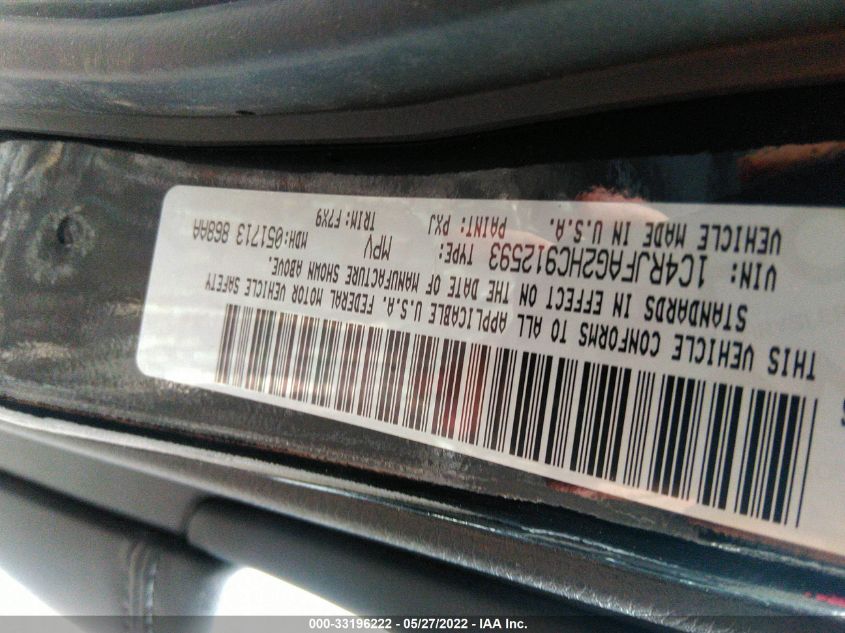 THIS VEHICLE CONFORMS TO ALL APPLICABLE U.S.A. FEDERAL MOTOR VEHICLE SAFETY
STANDARDS IN EFFECT ON THE DATE OF MANUFACTURE SHOWN ABOVE.
VIN: 1C4RJFAG2HC912593 TYPE: MPV MDH:051713 868AA
VEHICLE MADE IN U.S.A. PAINT: PXJ TRIM: F7X9
000-33196222 — 05/27/2022 — IAA Inc.